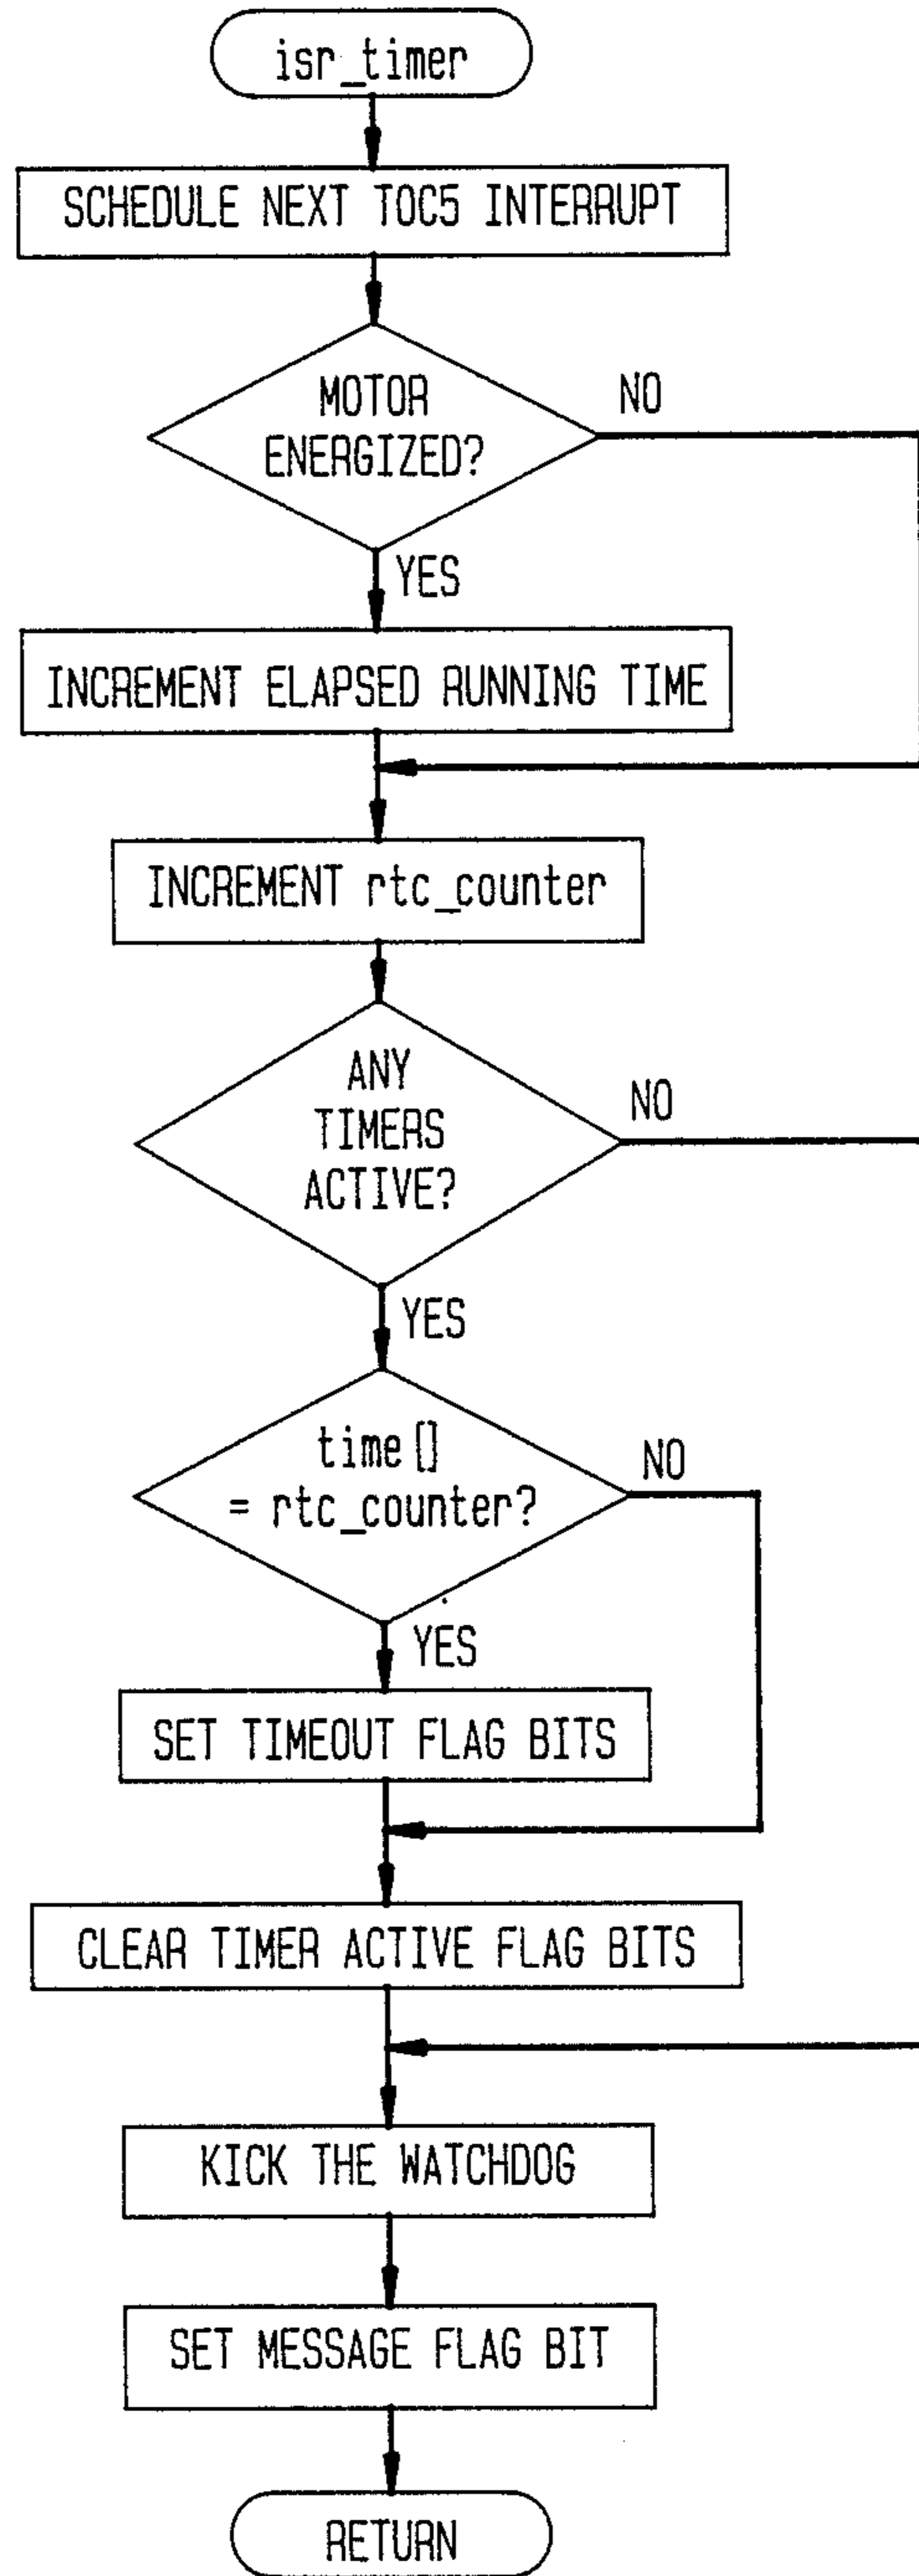 isr_timer
SCHEDULE NEXT TOC5 INTERRUPT
MOTOR
ENERGIZED?
NO
YES
INCREMENT ELAPSED RUNNING TIME
INCREMENT rtc_counter
ANY
TIMERS
ACTIVE?
NO
YES
time[]
= rtc_counter?
NO
YES
SET TIMEOUT FLAG BITS
CLEAR TIMER ACTIVE FLAG BITS
KICK THE WATCHDOG
SET MESSAGE FLAG BIT
RETURN